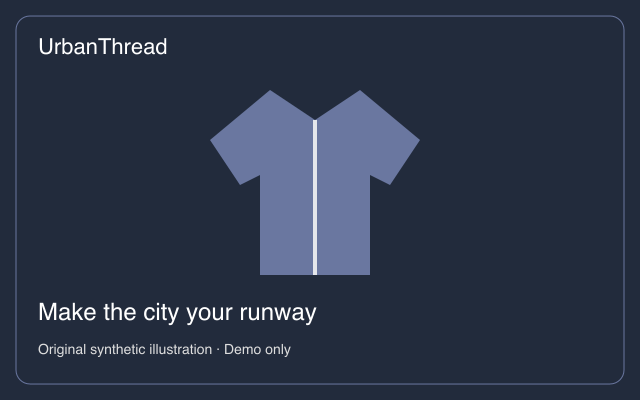 UrbanThread
Make the city your runway
Original synthetic illustration · Demo only